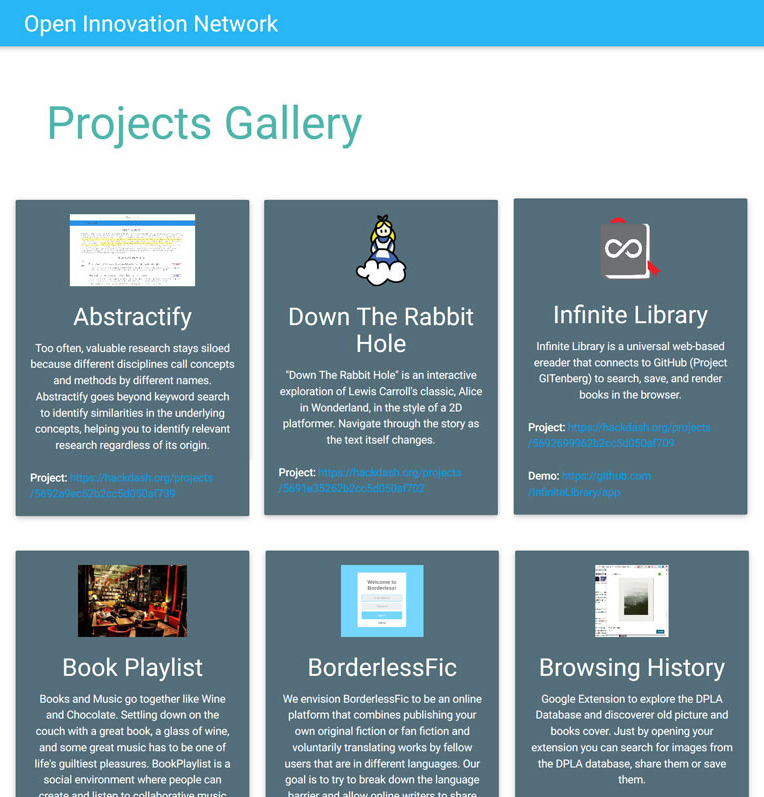 Open Innovation Network
Projects Gallery
Abstractify
Too often, valuable research stays siloed
because different disciplines call concepts
and methods by different names.
Abstractify goes beyond keyword search
to identify similarities in the underlying
concepts, helping you to identify relevant
research regardless of its origin.
Project: https://hackdash.org/projects
/5692a9ec62b2cc5d050af739
Down The Rabbit
Hole
"Down The Rabbit Hole" is an interactive
exploration of Lewis Carroll's classic, Alice
in Wonderland, in the style of a 2D
platformer. Navigate through the story as
the text itself changes.
Project: https://hackdash.org/projects
/5691e35262b2cc5d050af702
Infinite Library
Infinite Library is a universal web-based
ereader that connects to GitHub (Project
GITenberg) to search, save, and render
books in the browser.
Project: https://hackdash.org/projects
/5692699962b2cc5d050af709
Demo: https://github.com
/InfiniteLibrary/app
Book Playlist
Books and Music go together like Wine
and Chocolate. Settling down on the
couch with a great book, a glass of wine,
and some great music has to be one of
life's guiltiest pleasures. BookPlaylist is a
social environment where people can
create and listen to collaborative music
Welcome to
Borderless!
BorderlessFic
We envision BorderlessFic to be an online
platform that combines publishing your
own original fiction or fan fiction and
voluntarily translating works by fellow
users that are in different languages. Our
goal is to try to break down the language
barrier and allow online writers to share
Browsing History
Google Extension to explore the DPLA
Database and discoverer old picture and
books cover. Just by opening your
extension you can search for images from
the DPLA database, share them or save
them.